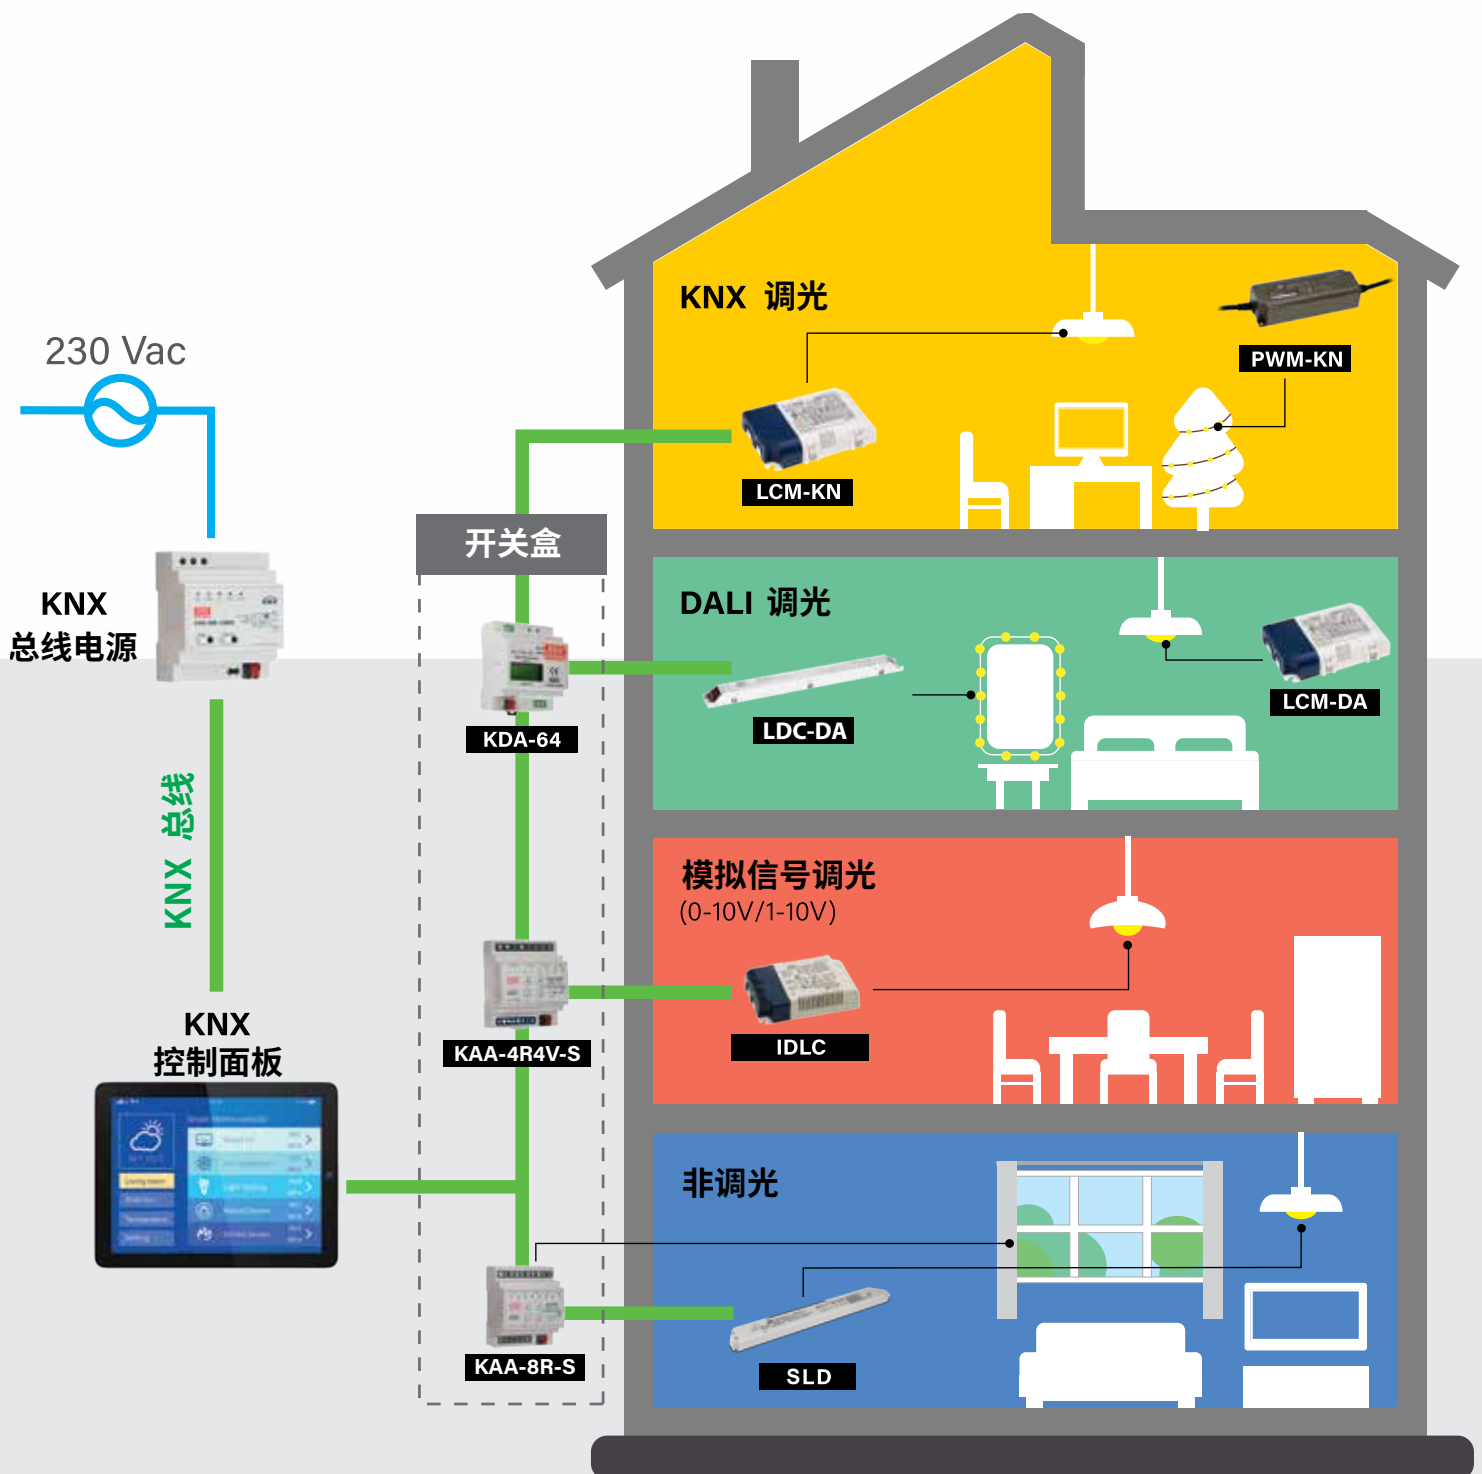 230 Vac
KNX
总线电源
KNX 总线
KNX
控制面板
开关盒
KDA-64
KAA-4R4V-S
KAA-8R-S
KNX 调光
LCM-KN
PWM-KN
DALI 调光
LDC-DA
LCM-DA
模拟信号调光
(0-10V/1-10V)
IDLC
非调光
SLD